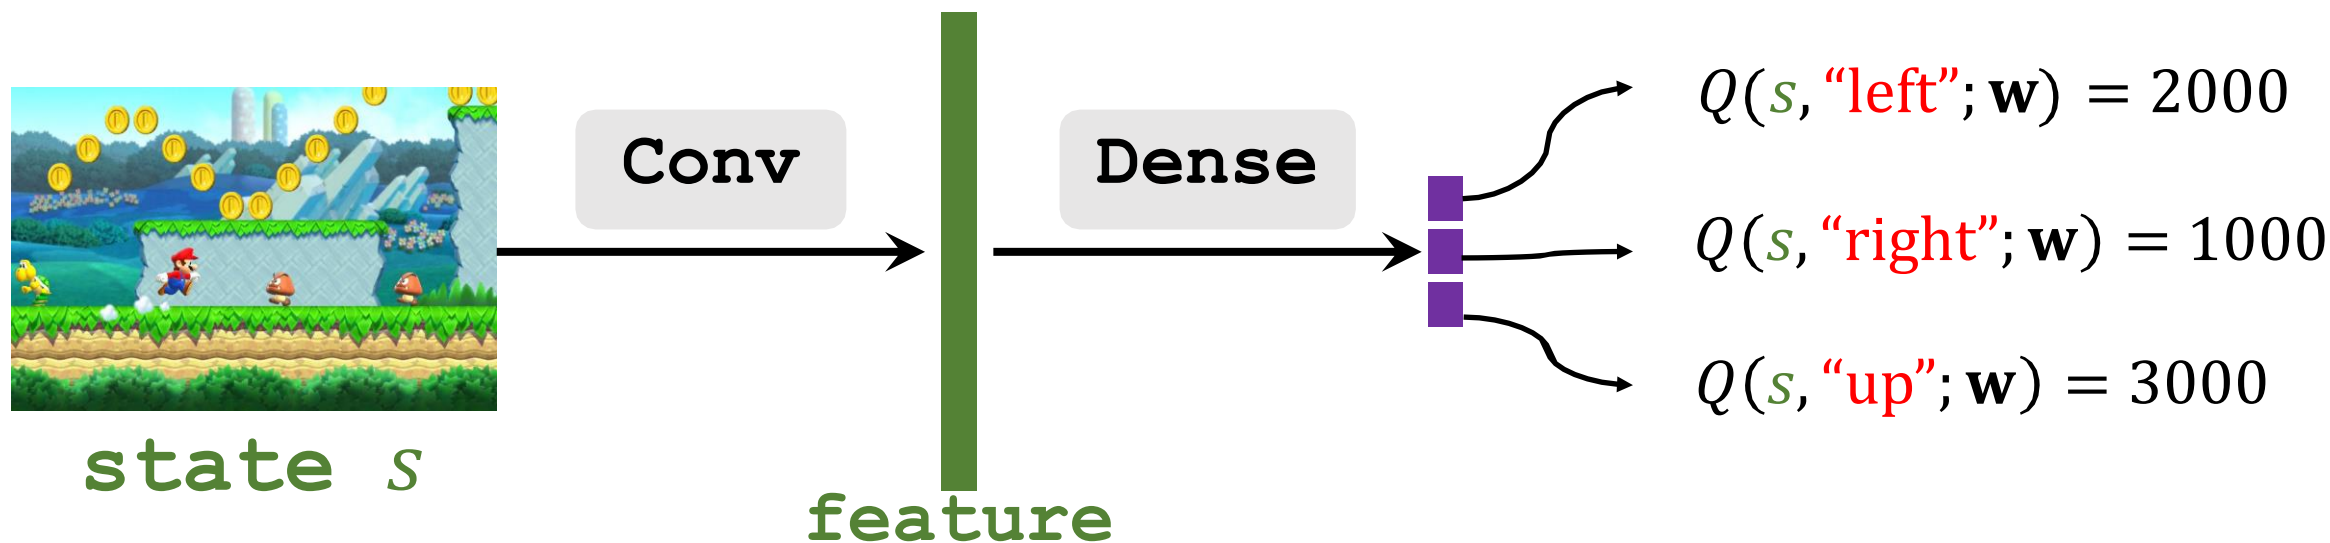 Conv
Dense
Q(s, “left”; w) = 2000
Q(s, “right”; w) = 1000
Q(s, “up”; w) = 3000
state s
feature